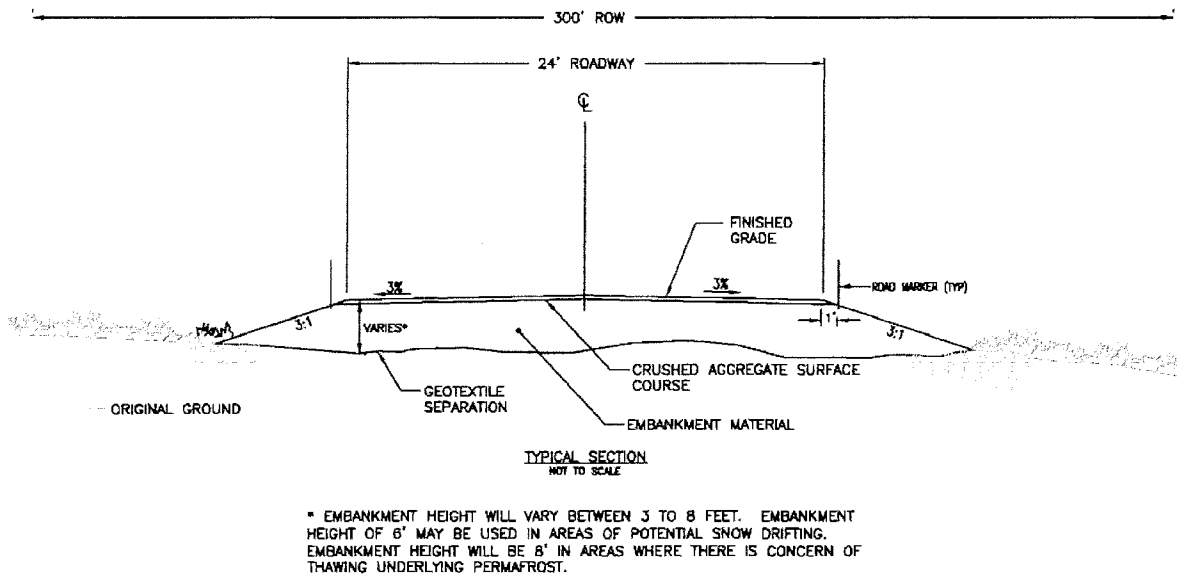 300' ROW
24' ROADWAY
℄
FINISHED
GRADE
3%
3%
ROAD MARKER (TYP)
3:1
VARIES*
1'
3:1
CRUSHED AGGREGATE SURFACE
COURSE
GEOTEXTILE
SEPARATION
ORIGINAL GROUND
EMBANKMENT MATERIAL
TYPICAL SECTION
NOT TO SCALE
* EMBANKMENT HEIGHT WILL VARY BETWEEN 3 TO 8 FEET. EMBANKMENT
HEIGHT OF 6' MAY BE USED IN AREAS OF POTENTIAL SNOW DRIFTING.
EMBANKMENT HEIGHT WILL BE 8' IN AREAS WHERE THERE IS CONCERN OF
THAWING UNDERLYING PERMAFROST.